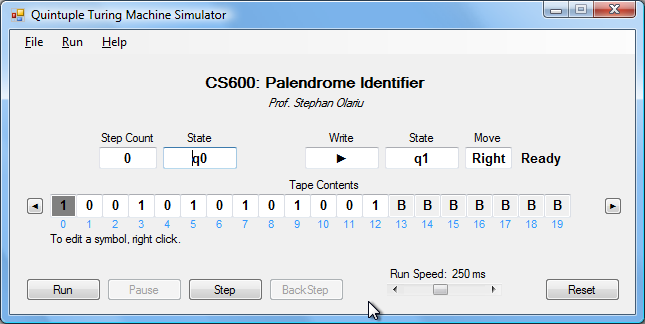 Quintuple Turing Machine Simulator
File Run Help
CS600: Palendrome Identifier
Prof. Stephan Olariu
Step Count State Write State Move
0 q0 ► q1 Right Ready
Tape Contents
1 0 0 1 0 1 0 1 0 1 0 0 1 B B B B B B B
0 1 2 3 4 5 6 7 8 9 10 11 12 13 14 15 16 17 18 19
To edit a symbol, right click.
Run Speed: 250 ms
Run Pause Step BackStep Reset